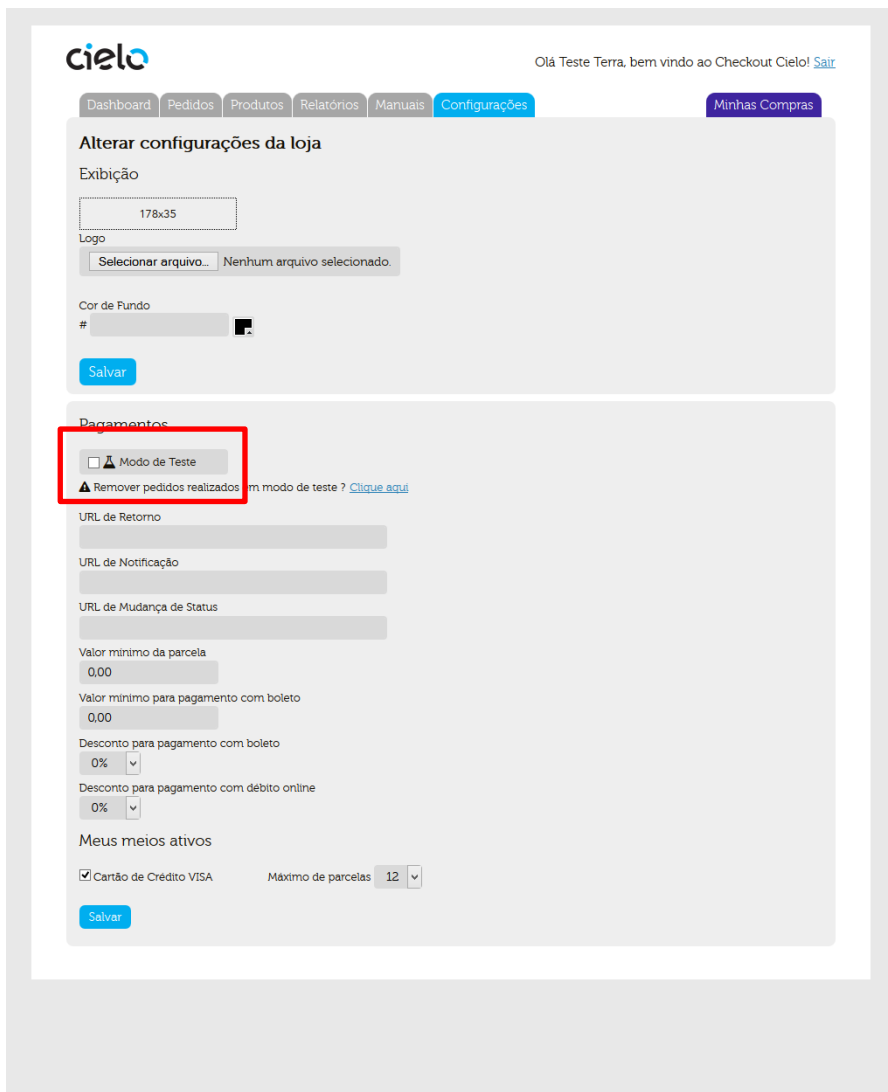 cielo
Olá Teste Terra, bem vindo ao Checkout Cielo! Sair
Dashboard Pedidos Produtos Relatórios Manuais Configurações Minhas Compras
Alterar configurações da loja
Exibição
178x35
Logo
Selecionar arquivo... Nenhum arquivo selecionado.
Cor de Fundo
#
Salvar
Pagamentos
Modo de Teste
Remover pedidos realizados em modo de teste ? Clique aqui
URL de Retorno
URL de Notificação
URL de Mudança de Status
Valor mínimo da parcela
0,00
Valor mínimo para pagamento com boleto
0,00
Desconto para pagamento com boleto
0%
Desconto para pagamento com débito online
0%
Meus meios ativos
Cartão de Crédito VISA Máximo de parcelas 12
Salvar